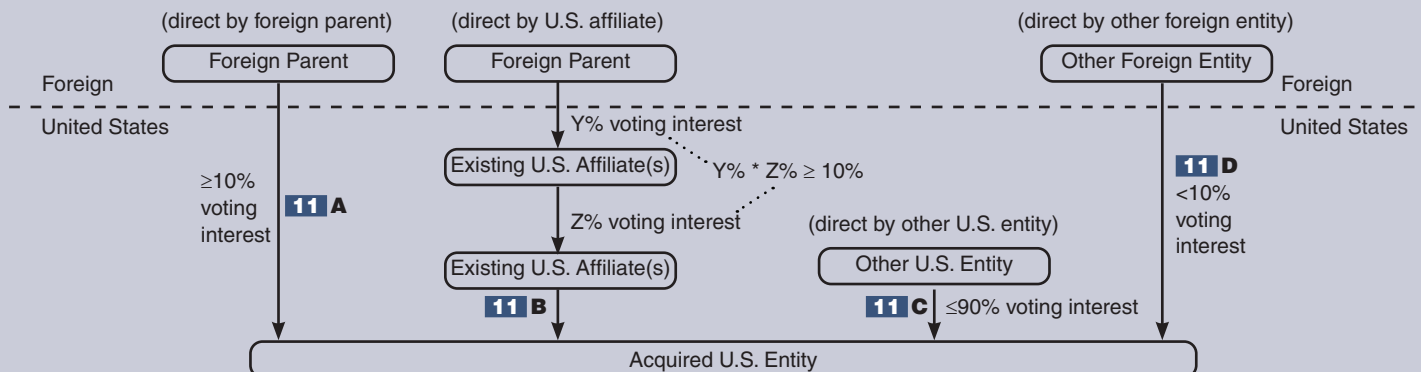 (direct by foreign parent)
(direct by U.S. affiliate)
(direct by other foreign entity)
Foreign Parent
Foreign Parent
Other Foreign Entity
Foreign
Foreign
United States
United States
Y% voting interest
Existing U.S. Affiliate(s)
Y% * Z% ≥ 10%
≥10%
voting
interest
11 A
11 D
<10%
voting
interest
Z% voting interest
(direct by other U.S. entity)
Existing U.S. Affiliate(s)
Other U.S. Entity
11 B
11 C
≤90% voting interest
Acquired U.S. Entity